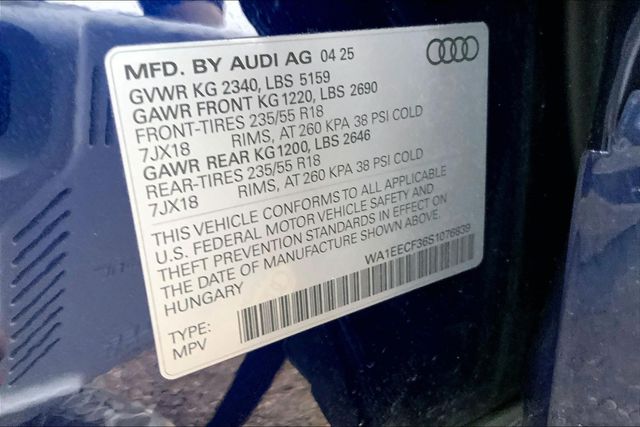 MFD. BY AUDI AG 04 25
GVWR KG 2340, LBS 5159
GAWR FRONT KG 1220, LBS 2690
FRONT-TIRES 235/55 R18
7JX18 RIMS, AT 260 KPA 38 PSI COLD
GAWR REAR KG1200, LBS 2646
REAR-TIRES 235/55 R18
7JX18 RIMS, AT 260 KPA 38 PSI COLD
THIS VEHICLE CONFORMS TO ALL APPLICABLE
U.S. FEDERAL MOTOR VEHICLE SAFETY AND
THEFT PREVENTION STANDARDS IN EFFECT ON
THE DATE OF MANUFACTURE SHOWN ABOVE.
HUNGARY
WA1EECF36S1076839
TYPE:
MPV